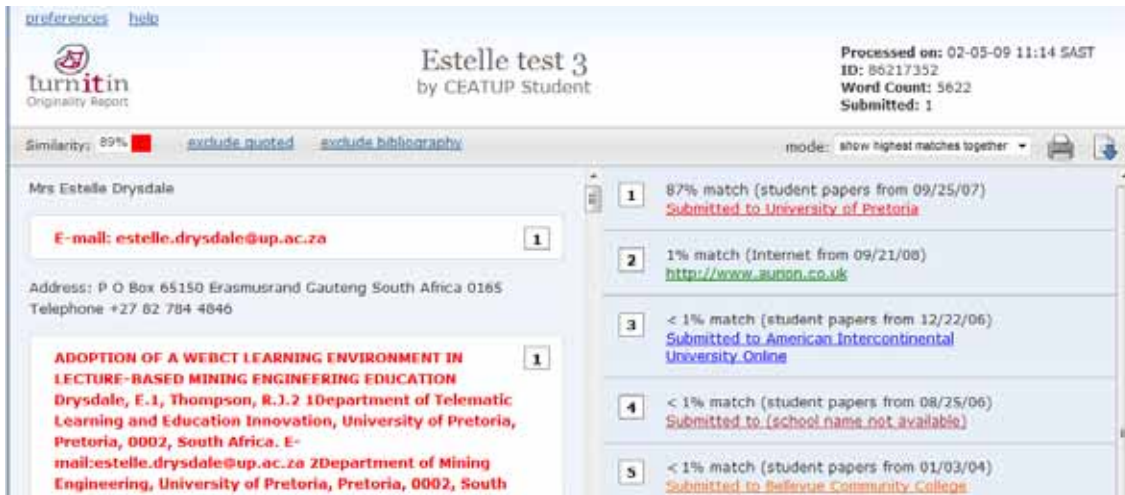 preferences help
turnitin
Originality Report
Estelle test 3
by CEATUP Student
Processed on: 02-05-09 11:14 SAST
ID: 86217352
Word Count: 5622
Submitted: 1
Similarity: 89% exclude quoted exclude bibliography mode: show highest matches together
Mrs Estelle Drysdale
E-mail: estelle.drysdale@up.ac.za 1
Address: P O Box 65150 Erasmusrand Gauteng South Africa 0165
Telephone +27 82 784 4846
ADOPTION OF A WEBCT LEARNING ENVIRONMENT IN 1
LECTURE-BASED MINING ENGINEERING EDUCATION
Drysdale, E.1, Thompson, R.J.2 1Department of Telematic
Learning and Education Innovation, University of Pretoria,
Pretoria, 0002, South Africa. E-
mail:estelle.drysdale@up.ac.za 2Department of Mining
Engineering, University of Pretoria, Pretoria, 0002, South
1 87% match (student papers from 09/25/07)
Submitted to University of Pretoria
2 1% match (Internet from 09/21/08)
http://www.aurion.co.uk
3 < 1% match (student papers from 12/22/06)
Submitted to American Intercontinental
University Online
4 < 1% match (student papers from 08/25/06)
Submitted to (school name not available)
5 < 1% match (student papers from 01/03/04)
Submitted to Bellevue Community College